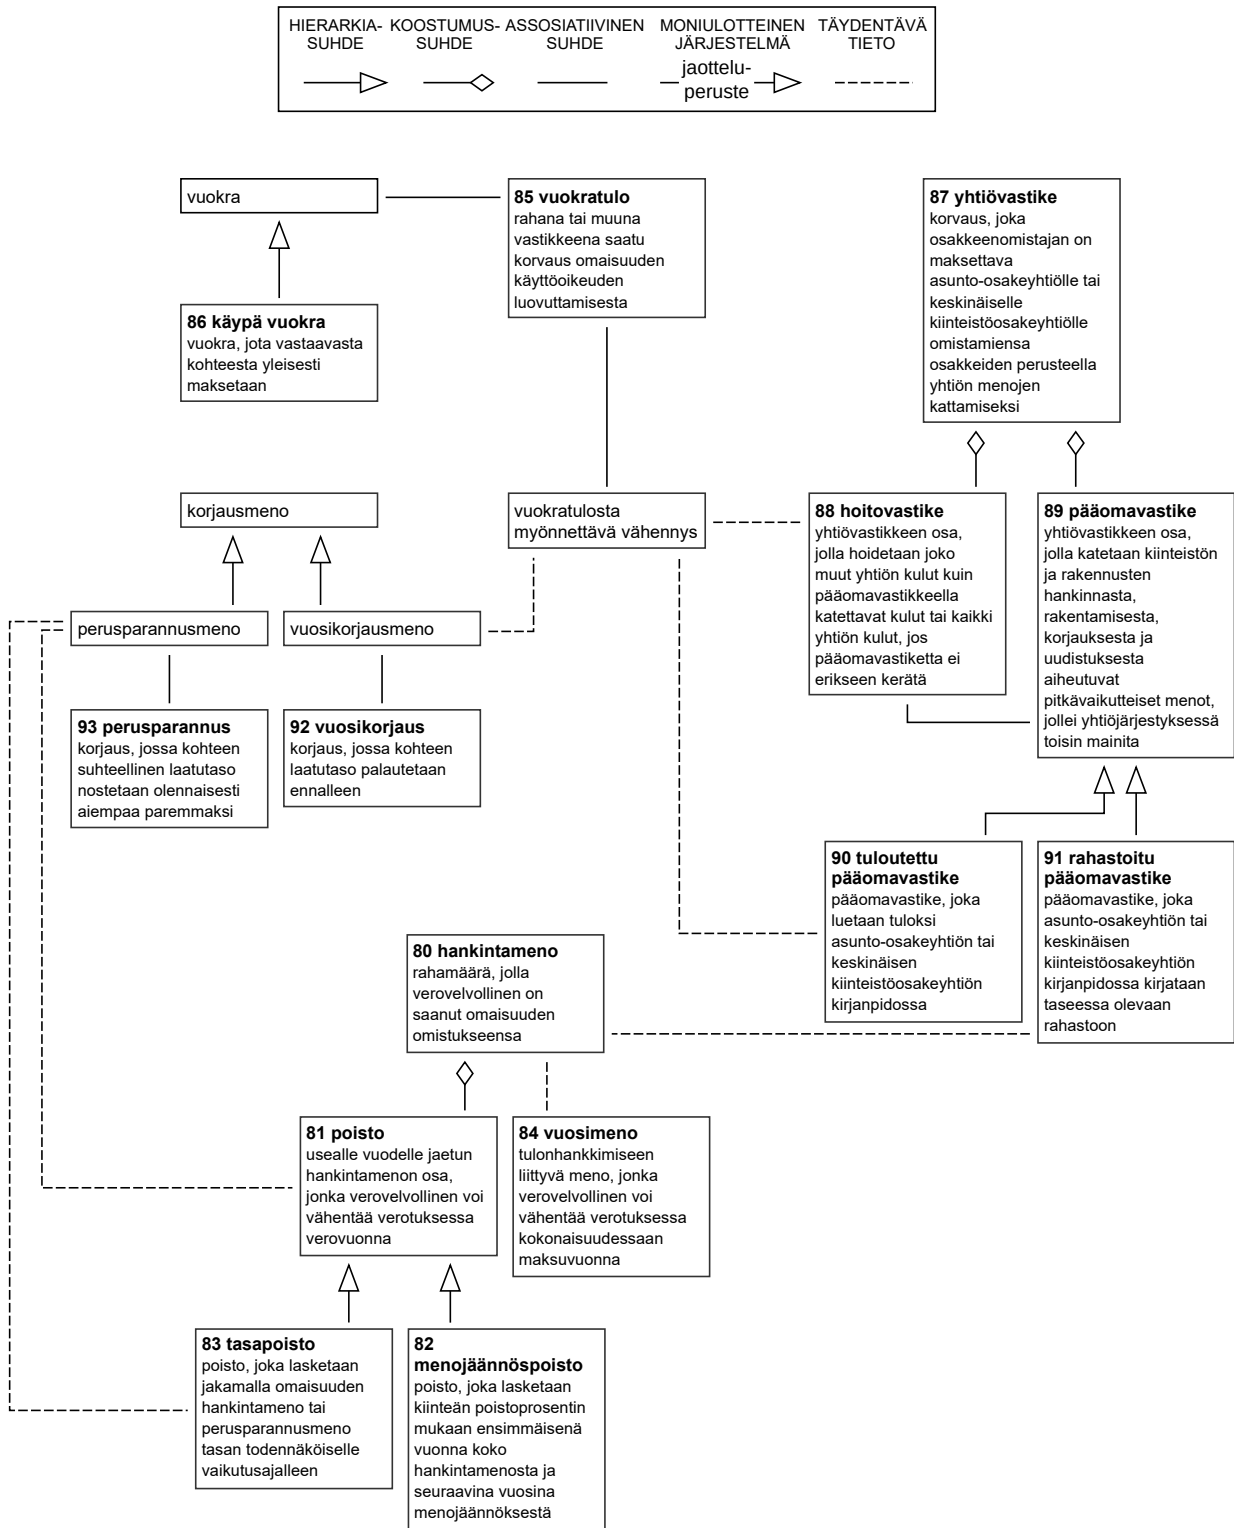 HIERARKIA-
SUHDE
KOOSTUMUS-
SUHDE
ASSOSIATIIVINEN
SUHDE
MONIULOTTEINEN
JÄRJESTELMÄ
jaottelu-
peruste
TÄYDENTÄVÄ
TIETO
vuokra
85 vuokratulo
rahana tai muuna
vastikkeena saatu
korvaus omaisuuden
käyttöoikeuden
luovuttamisesta
87 yhtiövastike
korvaus, joka
osakkeenomistajan on
maksettava
asunto-osakeyhtiölle tai
keskinäiselle
kiinteistöosakeyhtiölle
omistamiensa
osakkeiden perusteella
yhtiön menojen
kattamiseksi
86 käypä vuokra
vuokra, jota vastaavasta
kohteesta yleisesti
maksetaan
korjausmeno
vuokratulosta
myönnettävä vähennys
88 hoitovastike
yhtiövastikkeen osa,
jolla hoidetaan joko
muut yhtiön kulut kuin
pääomavastikkeella
katettavat kulut tai kaikki
yhtiön kulut, jos
pääomavastiketta ei
erikseen kerätä
89 pääomavastike
yhtiövastikkeen osa,
jolla katetaan kiinteistön
ja rakennusten
hankinnasta,
rakentamisesta,
korjauksesta ja
uudistuksesta
aiheutuvat
pitkävaikutteiset menot,
jollei yhtiöjärjestyksessä
toisin mainita
perusparannusmeno
vuosikorjausmeno
93 perusparannus
korjaus, jossa kohteen
suhteellinen laatutaso
nostetaan olennaisesti
aiempaa paremmaksi
92 vuosikorjaus
korjaus, jossa kohteen
laatutaso palautetaan
ennalleen
90 tuloutettu
pääomavastike
pääomavastike, joka
luetaan tuloksi
asunto-osakeyhtiön tai
keskinäisen
kiinteistöosakeyhtiön
kirjanpidossa
91 rahastoitu
pääomavastike
pääomavastike, joka
asunto-osakeyhtiön tai
keskinäisen
kiinteistöosakeyhtiön
kirjanpidossa kirjataan
taseessa olevaan
rahastoon
80 hankintameno
rahamäärä, jolla
verovelvollinen on
saanut omaisuuden
omistukseensa
81 poisto
usealle vuodelle jaetun
hankintamenon osa,
jonka verovelvollinen voi
vähentää verotuksessa
verovuonna
84 vuosimeno
tulonhankkimiseen
liittyvä meno, jonka
verovelvollinen voi
vähentää verotuksessa
kokonaisuudessaan
maksuvuonna
83 tasapoisto
poisto, joka lasketaan
jakamalla omaisuuden
hankintameno tai
perusparannusmeno
tasan todennäköiselle
vaikutusajalleen
82
menojäännöspoisto
poisto, joka lasketaan
kiinteän poistoprosentin
mukaan ensimmäisenä
vuonna koko
hankintamenosta ja
seuraavina vuosina
menojäännöksestä